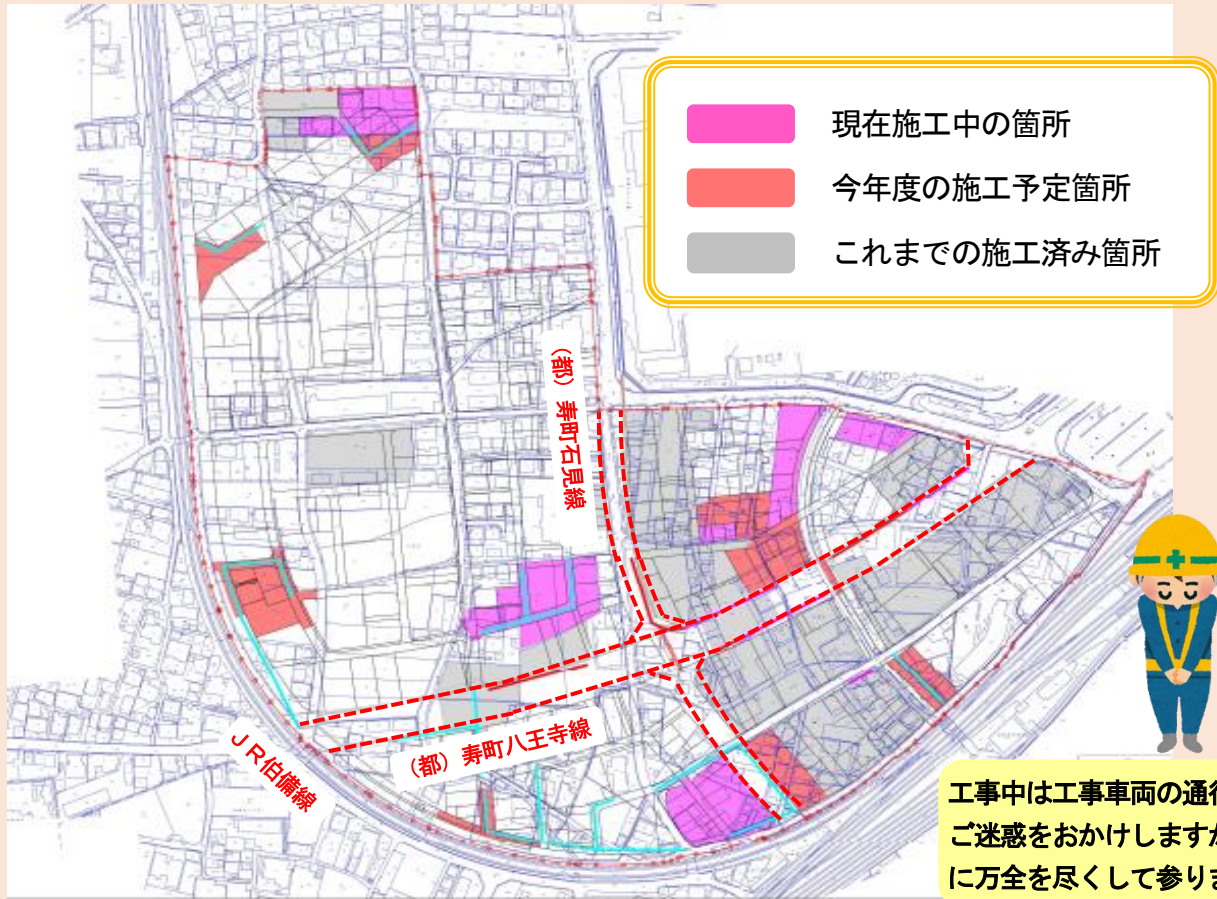 現在施工中の箇所
今年度の施工予定箇所
これまでの施工済み箇所
（都）寿町石見線
（都）寿町八王寺線
ＪＲ伯備線
工事中は工事車両の通行
ご迷惑をおかけしますが
に万全を尽くして参りま